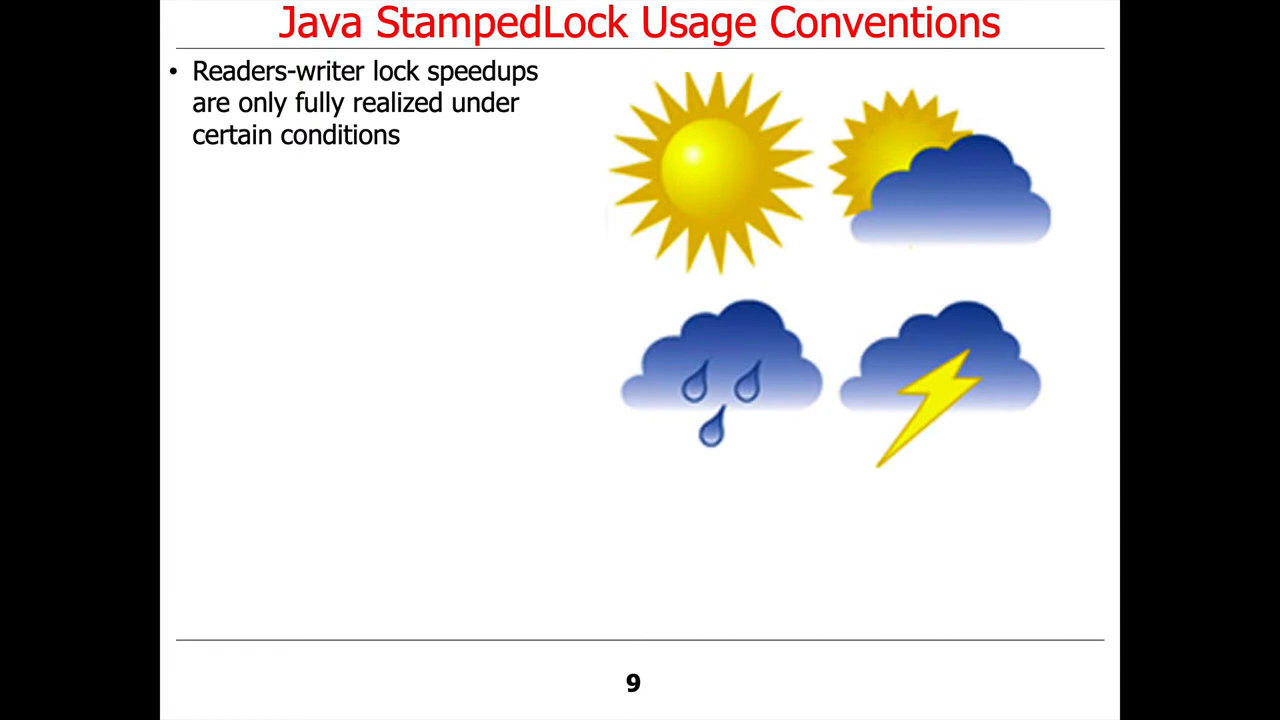 Java StampedLock Usage Conventions
• Readers-writer lock speedups
are only fully realized under
certain conditions
9